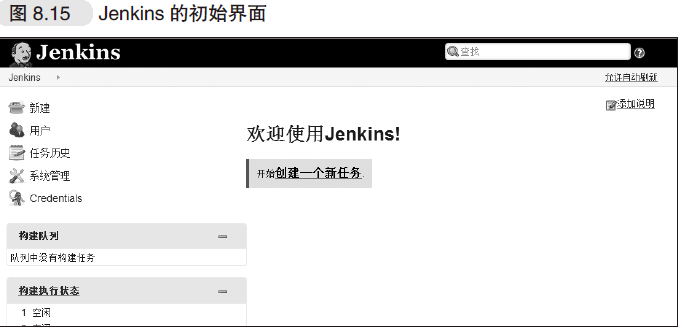 图 8.15 Jenkins 的初始界面
Jenkins
查找
Jenkins
允许自动刷新
新建
用户
任务历史
系统管理
Credentials
添加说明
欢迎使用Jenkins!
开始创建一个新任务.
构建队列
队列中没有构建任务
构建执行状态
1 空闲